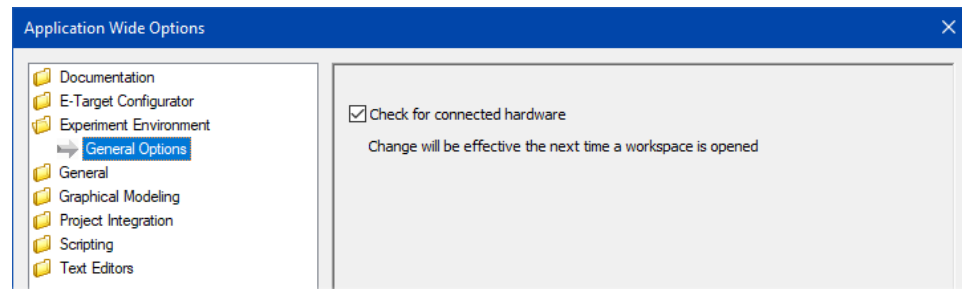 Application Wide Options
Documentation
E-Target Configurator
Experiment Environment
General Options
General
Graphical Modeling
Project Integration
Scripting
Text Editors
Check for connected hardware
Change will be effective the next time a workspace is opened